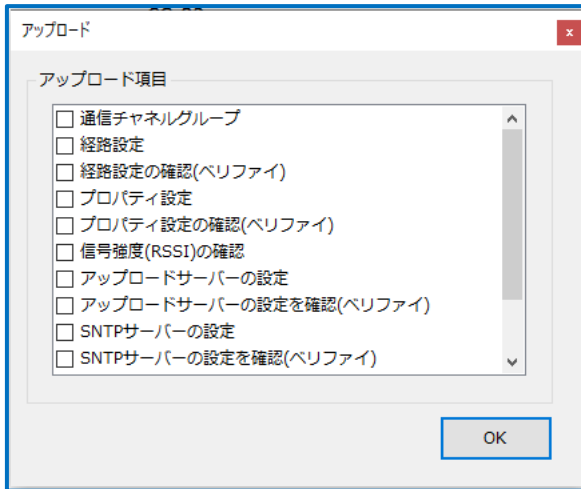 アップロード
x
アップロード項目
通信チャネルグループ
経路設定
経路設定の確認(ベリファイ)
プロパティ設定
プロパティ設定の確認(ベリファイ)
信号強度(RSSI)の確認
アップロードサーバーの設定
アップロードサーバーの設定を確認(ベリファイ)
SNTPサーバーの設定
SNTPサーバーの設定を確認(ベリファイ)
OK